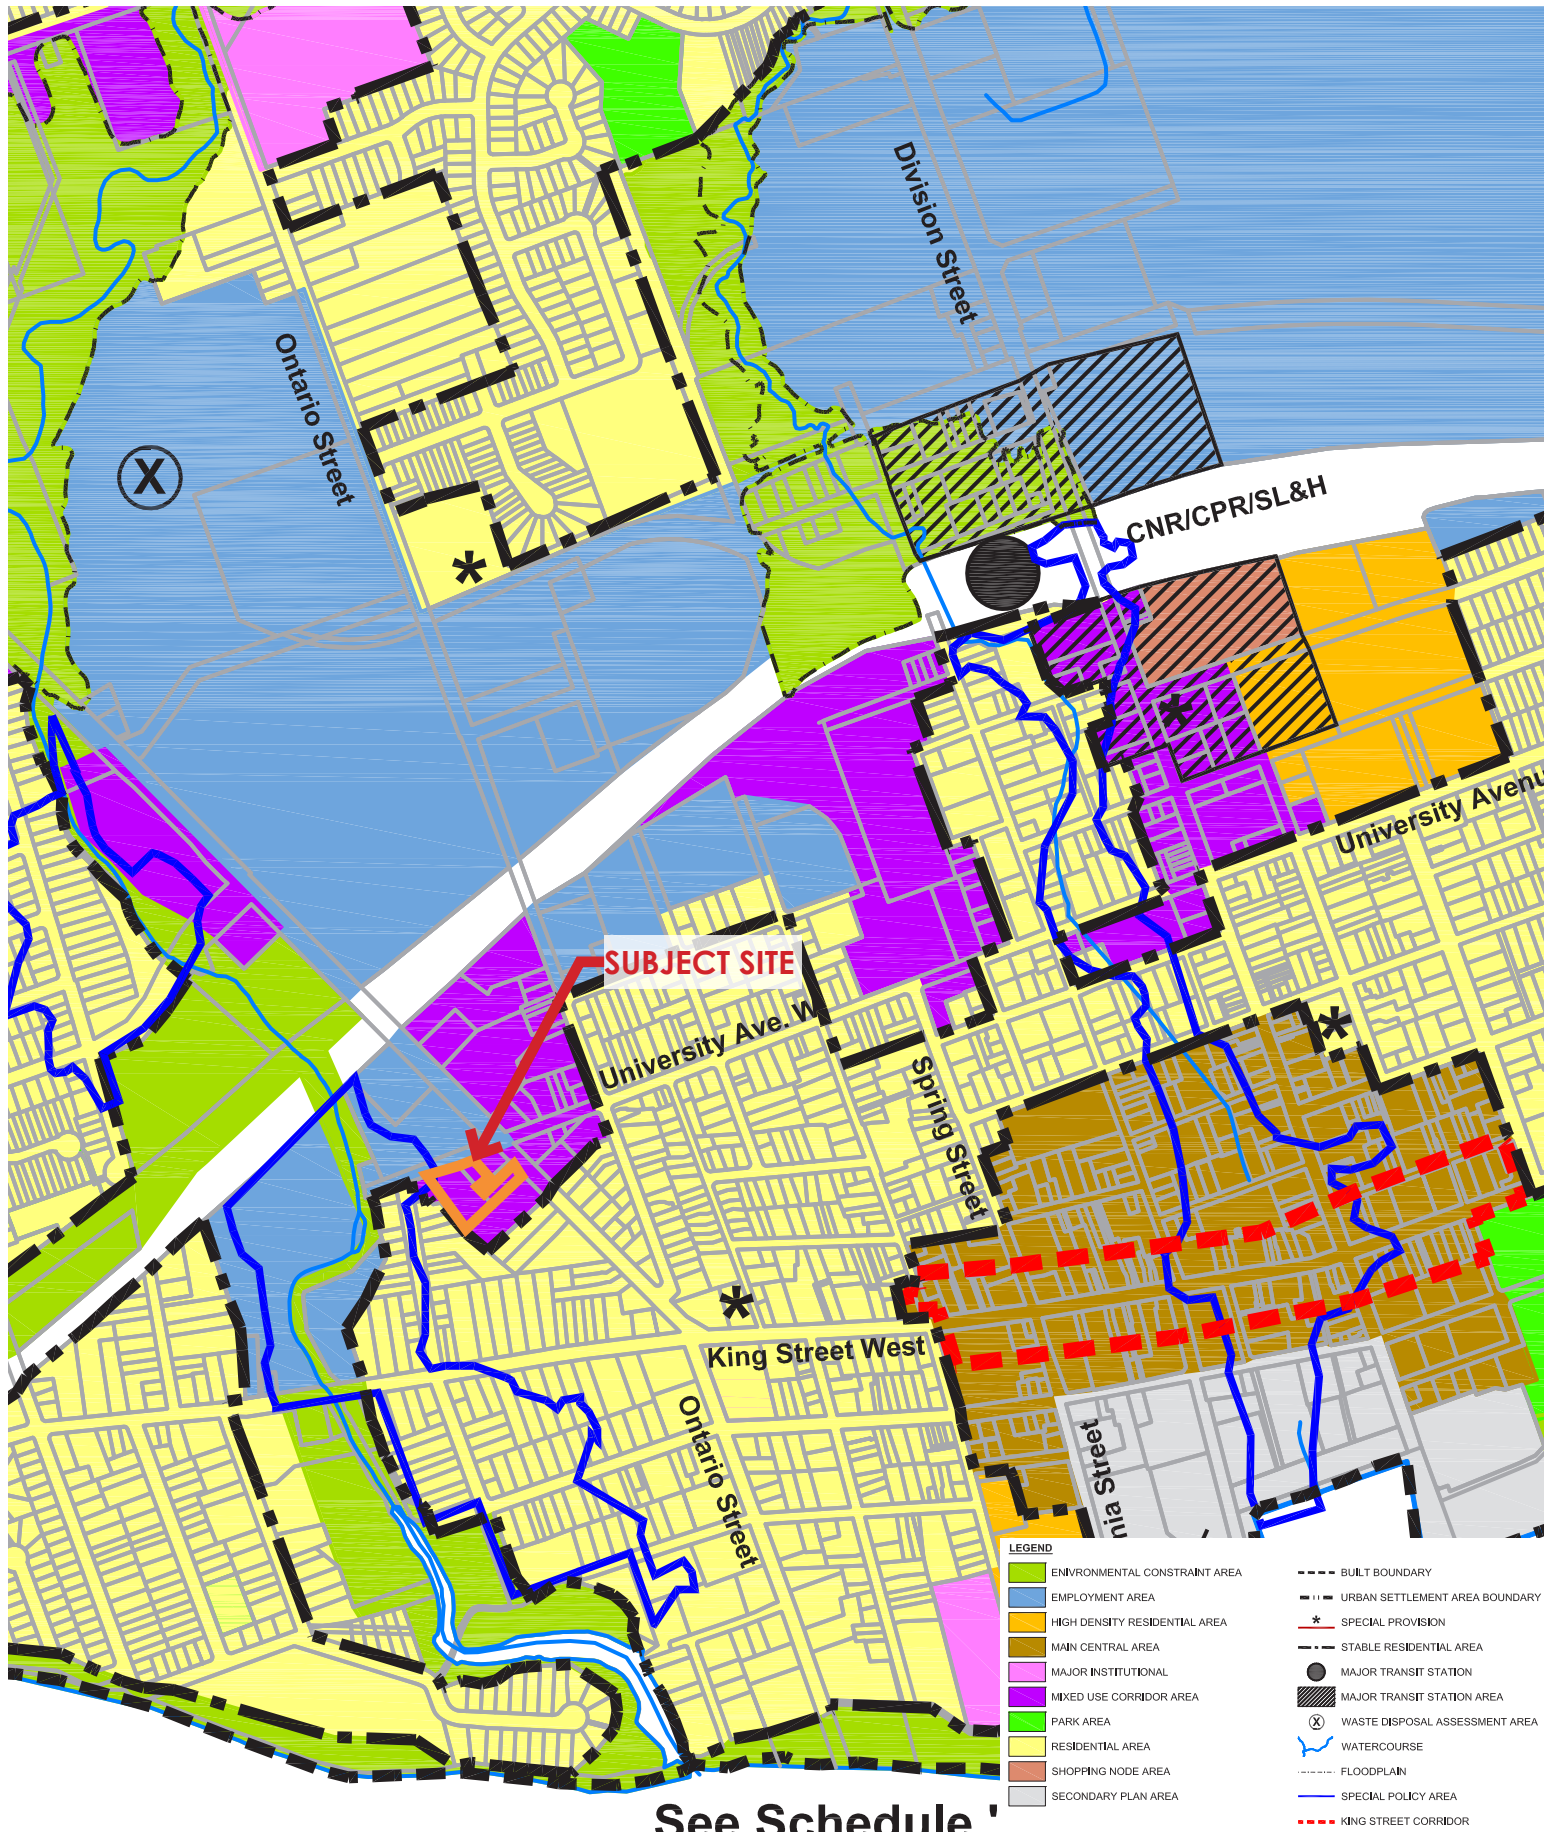 Division Street
Ontario Street
X
*
CNR/CPR/SL&H
*
University Avenu
SUBJECT SITE
University Ave. W
*
Spring Street
*
King Street West
Ontario Street
nia Street
See Schedule '
LEGEND
ENIVRONMENTAL CONSTRAINT AREA
EMPLOYMENT AREA
HIGH DENSITY RESIDENTIAL AREA
MAIN CENTRAL AREA
MAJOR INSTITUTIONAL
MIXED USE CORRIDOR AREA
PARK AREA
RESIDENTIAL AREA
SHOPPING NODE AREA
SECONDARY PLAN AREA
BUILT BOUNDARY
URBAN SETTLEMENT AREA BOUNDARY
* SPECIAL PROVISION
STABLE RESIDENTIAL AREA
MAJOR TRANSIT STATION
MAJOR TRANSIT STATION AREA
X WASTE DISPOSAL ASSESSMENT AREA
WATERCOURSE
FLOODPLAIN
SPECIAL POLICY AREA
KING STREET CORRIDOR